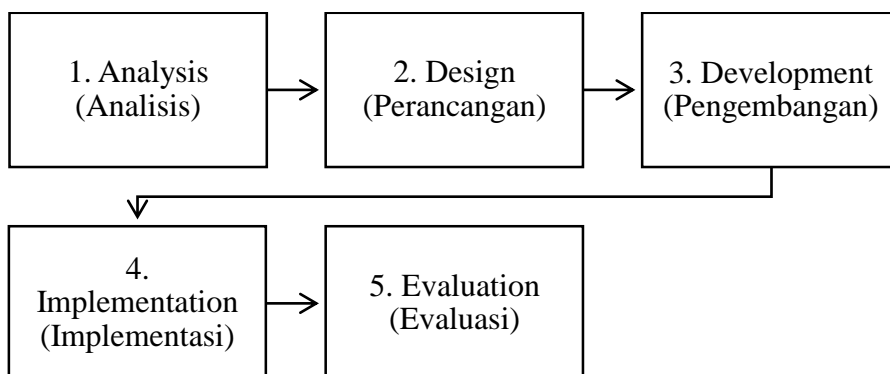 1. Analysis
(Analisis)
2. Design
(Perancangan)
3. Development
(Pengembangan)
4.
Implementation
(Implementasi)
5. Evaluation
(Evaluasi)